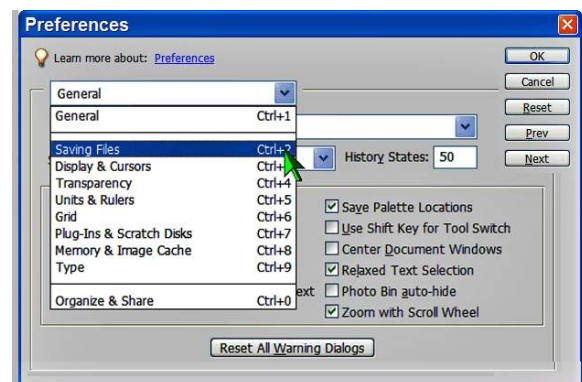 Preferences
Learn more about: Preferences
OK
Cancel
Reset
Prev
Next
General
General Ctrl+1
Saving Files Ctrl+2
Display & Cursors Ctrl+
Transparency Ctrl+4
Units & Rulers Ctrl+5
Grid Ctrl+6
Plug-Ins & Scratch Disks Ctrl+7
Memory & Image Cache Ctrl+8
Type Ctrl+9
Organize & Share Ctrl+0
History States: 50
Save Palette Locations
Use Shift Key for Tool Switch
Center Document Windows
Relaxed Text Selection
ext Photo Bin auto-hide
Zoom with Scroll Wheel
Reset All Warning Dialogs